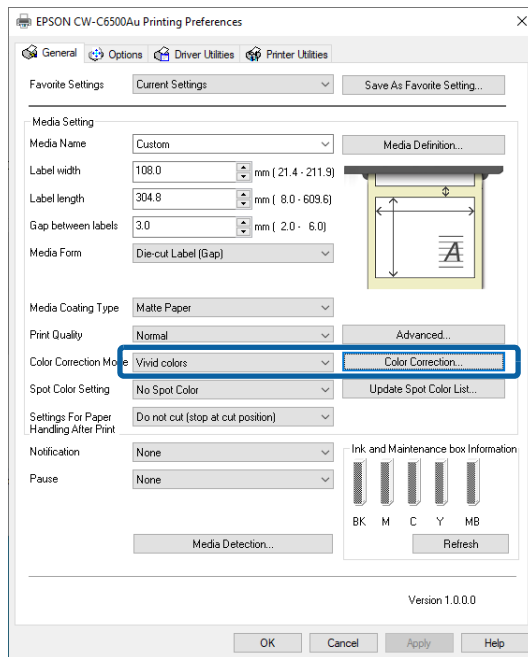 EPSON CW-C6500Au Printing Preferences
General Options Driver Utilities Printer Utilities
Favorite Settings Current Settings Save As Favorite Setting...
Media Setting
Media Name Custom Media Definition...
Label width 108.0 mm ( 21.4 - 211.9)
Label length 304.8 mm ( 8.0 - 609.6)
Gap between labels 3.0 mm ( 2.0 - 6.0)
Media Form Die-cut Label (Gap)
A
Media Coating Type Matte Paper
Print Quality Normal Advanced...
Color Correction Mode Vivid colors Color Correction...
Spot Color Setting No Spot Color Update Spot Color List...
Settings For Paper Do not cut (stop at cut position)
Handling After Print
Notification None Ink and Maintenance box Information
Pause None
BK M C Y MB
Media Detection... Refresh
Version 1.0.0.0
OK Cancel Apply Help